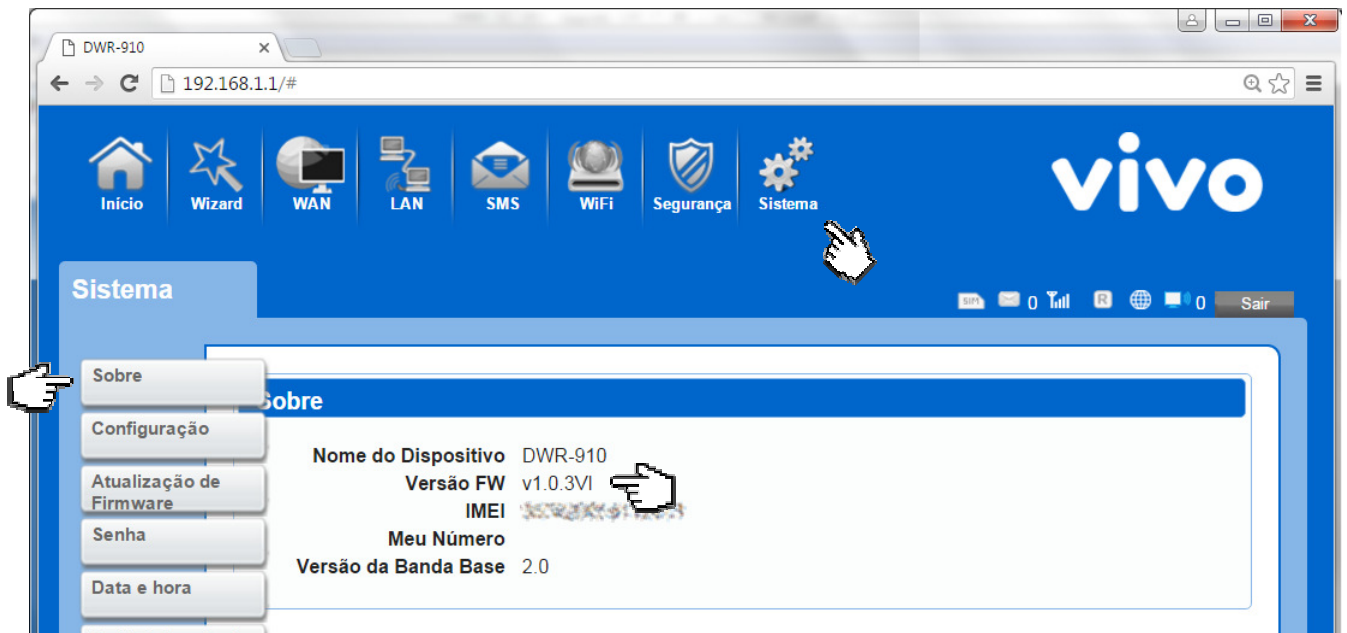 DWR-910
192.168.1.1/#
Início Wizard WAN LAN SMS WiFi Segurança Sistema
vivo
Sistema
SIM 0 R 0 Sair
Sobre
Configuração
Atualização de
Firmware
Senha
Data e hora
Sobre
Nome do Dispositivo DWR-910
Versão FW v1.0.3VI
IMEI
Meu Número
Versão da Banda Base 2.0